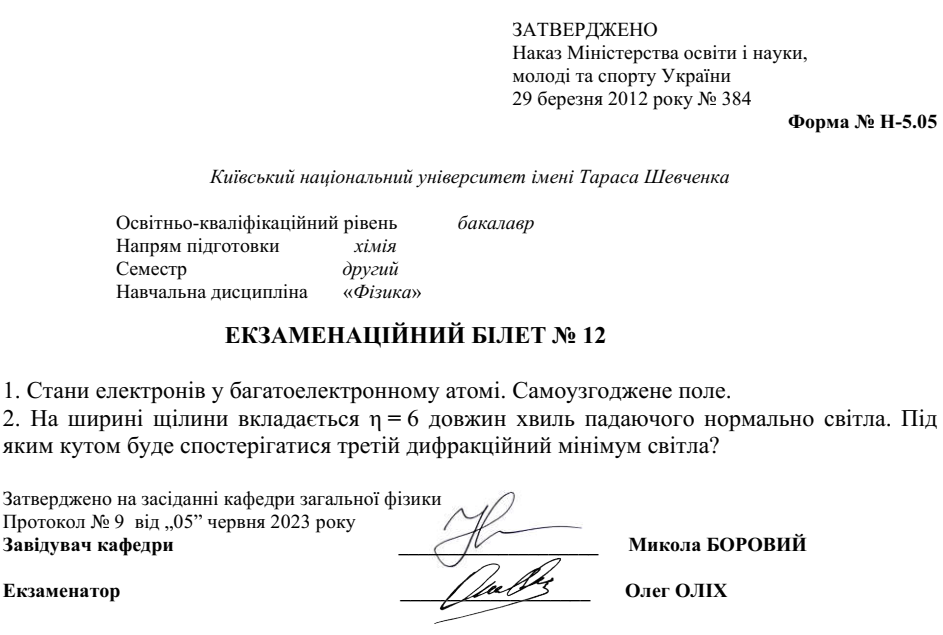 ЗАТВЕРДЖЕНО
Наказ Міністерства освіти і науки,
молоді та спорту України
29 березня 2012 року № 384
Форма № Н-5.05
Київський національний університет імені Тараса Шевченка
Освітньо-кваліфікаційний рівень бакалавр
Напрям підготовки хімія
Семестр другий
Навчальна дисципліна «Фізика»
ЕКЗАМЕНАЦІЙНИЙ БІЛЕТ № 12
1. Стани електронів у багатоелектронному атомі. Самоузгоджене поле.
2. На ширині щілини вкладається η = 6 довжин хвиль падаючого нормально світла. Під
яким кутом буде спостерігатися третій дифракційний мінімум світла?
Затверджено на засіданні кафедри загальної фізики
Протокол № 9 від „05” червня 2023 року
Завідувач кафедри Микола БОРОВИЙ
Екзаменатор Олег ОЛІХ